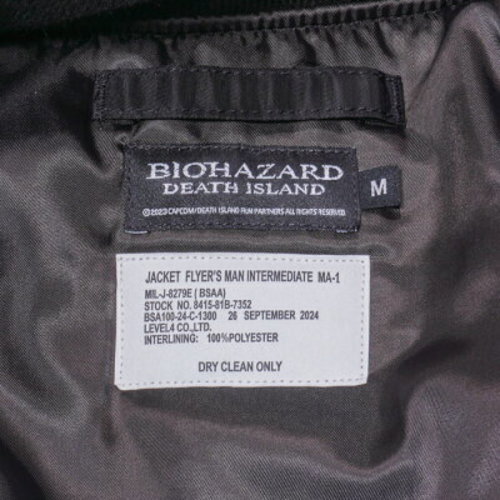 BIOHAZARD
DEATH ISLAND
M
©2023 CAPCOM/DEATH ISLAND FILM PARTNERS ALL RIGHTS RESERVED.
JACKET FLYER'S MAN INTERMEDIATE MA-1
MIL-J-8279E ( BSAA)
STOCK NO. 8415-81B-7352
BSA100-24-C-1300 26 SEPTEMBER 2024
LEVEL4 CO.,LTD.
INTERLINING: 100%POLYESTER
DRY CLEAN ONLY